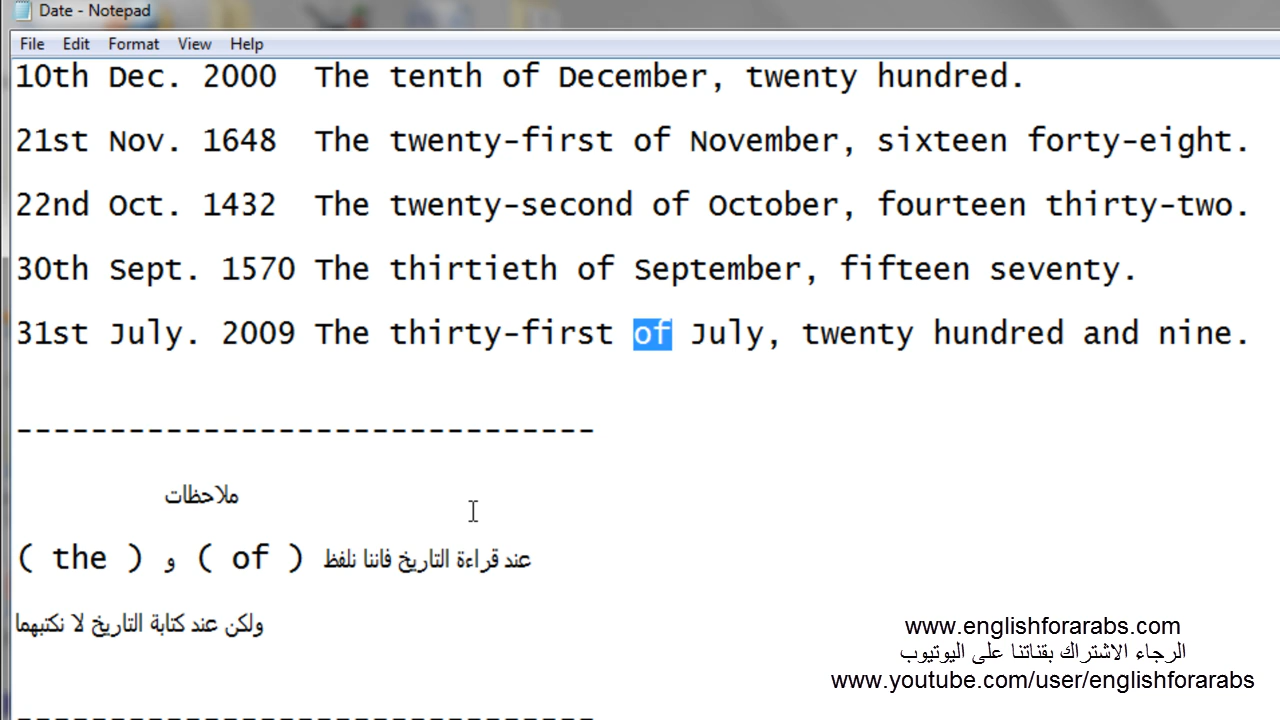 Date - Notepad
File Edit Format View Help
10th Dec. 2000 The tenth of December, twenty hundred.
21st Nov. 1648 The twenty-first of November, sixteen forty-eight.
22nd Oct. 1432 The twenty-second of October, fourteen thirty-two.
30th Sept. 1570 The thirtieth of September, fifteen seventy.
31st July. 2009 The thirty-first of July, twenty hundred and nine.
--------------------------------
ملاحظات
عند قراءة التاريخ فاننا نلفظ ( of ) و ( the )
ولكن عند كتابة التاريخ لا نكتبهما
www.englishforarabs.com
الرجاء الاشتراك بقناتنا على اليوتيوب
www.youtube.com/user/englishforarabs
--------------------------------